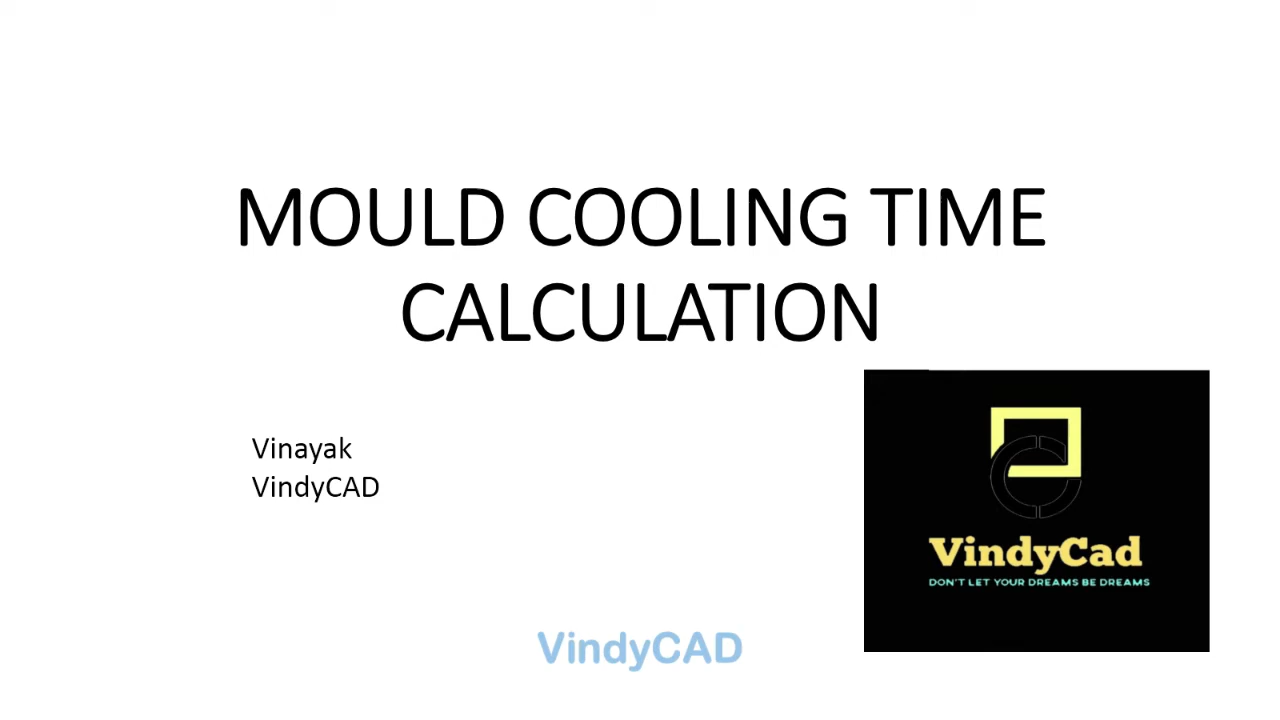 MOULD COOLING TIME
CALCULATION
Vinayak
VindyCAD
VindyCad
DON'T LET YOUR DREAMS BE DREAMS
VindyCAD